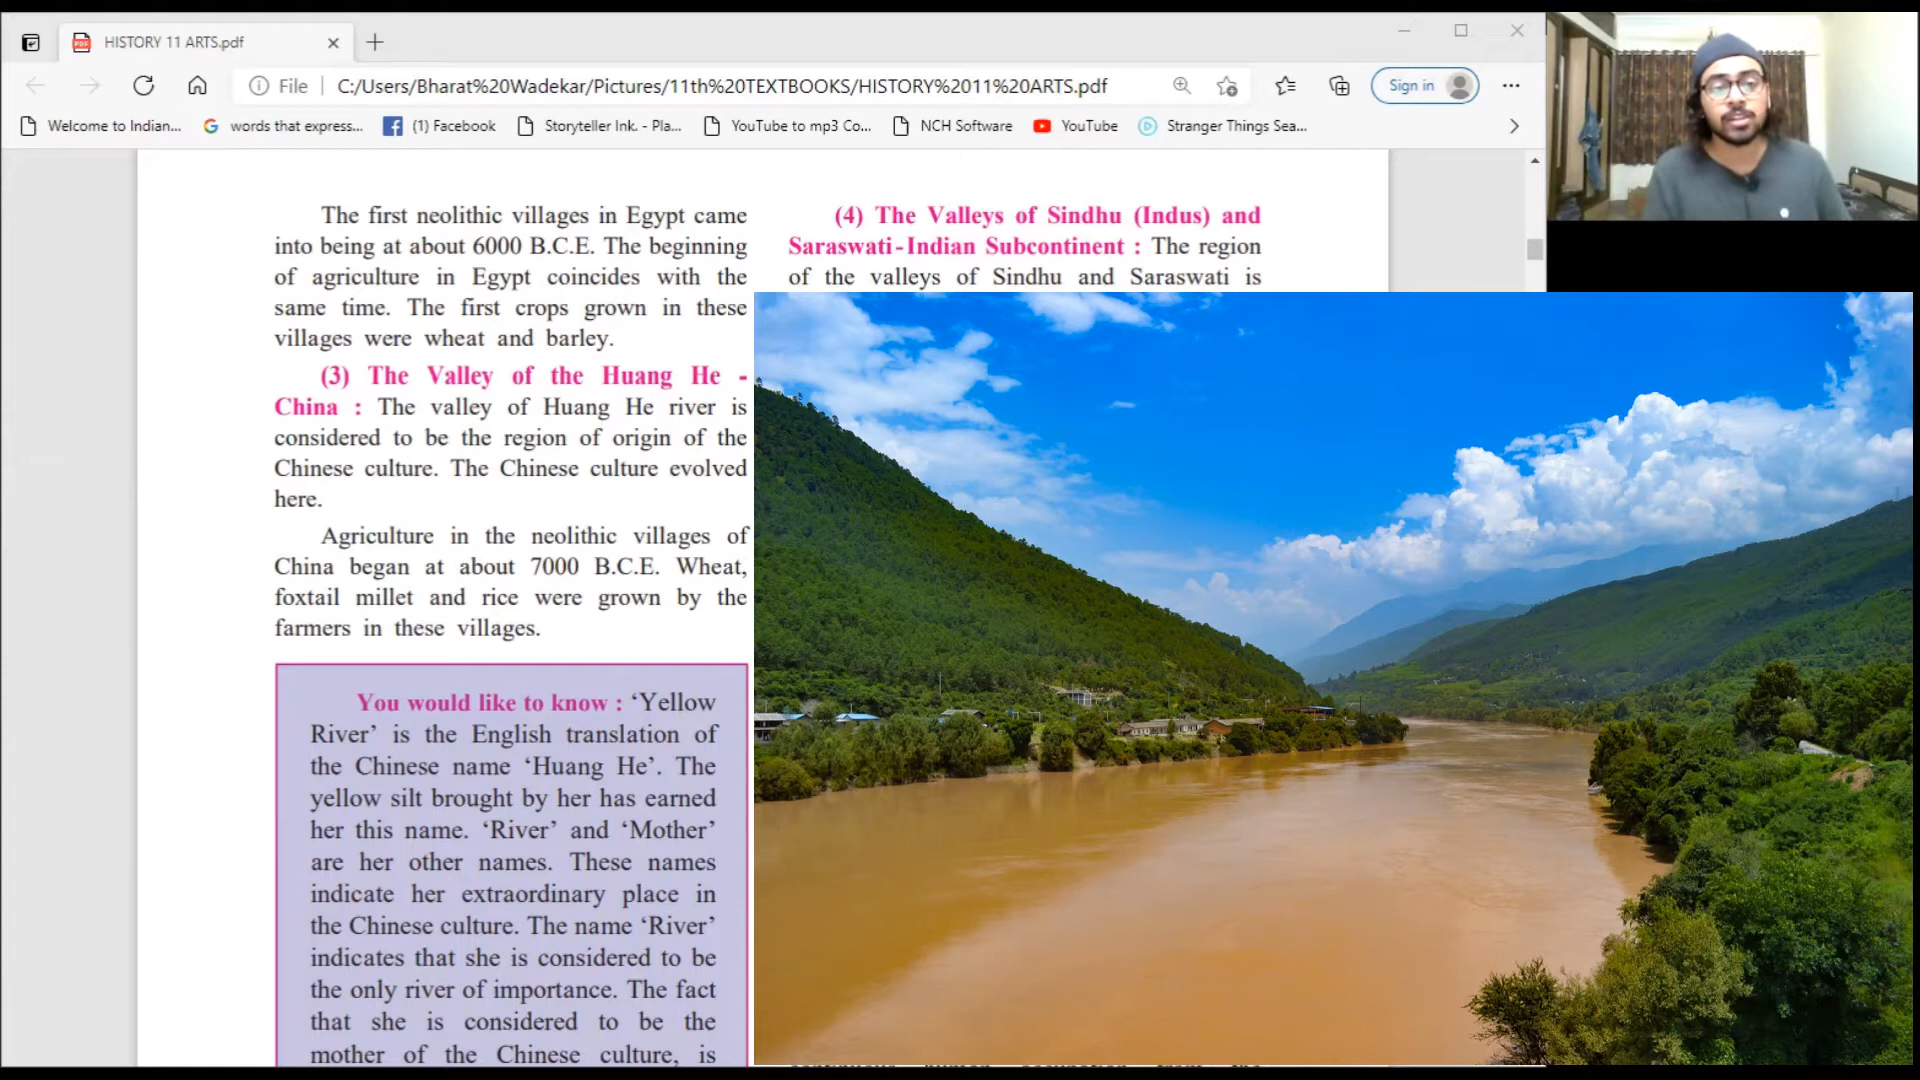 HISTORY 11 ARTS.pdf
File C:/Users/Bharat%20Wadekar/Pictures/11th%20TEXTBOOKS/HISTORY%2011%20ARTS.pdf
Sign in
Welcome to Indian...
words that express...
(1) Facebook
Storyteller Ink. - Pla...
YouTube to mp3 Co...
NCH Software
YouTube
Stranger Things Sea...
The first neolithic villages in Egypt came
into being at about 6000 B.C.E. The beginning
of agriculture in Egypt coincides with the
same time. The first crops grown in these
villages were wheat and barley.
(3) The Valley of the Huang He -
China : The valley of Huang He river is
considered to be the region of origin of the
Chinese culture. The Chinese culture evolved
here.
Agriculture in the neolithic villages of
China began at about 7000 B.C.E. Wheat,
foxtail millet and rice were grown by the
farmers in these villages.
You would like to know : ‘Yellow
River’ is the English translation of
the Chinese name ‘Huang He’. The
yellow silt brought by her has earned
her this name. ‘River’ and ‘Mother’
are her other names. These names
indicate her extraordinary place in
the Chinese culture. The name ‘River’
indicates that she is considered to be
the only river of importance. The fact
that she is considered to be the
mother of the Chinese culture, is
(4) The Valleys of Sindhu (Indus) and
Saraswati-Indian Subcontinent : The region
of the valleys of Sindhu and Saraswati is